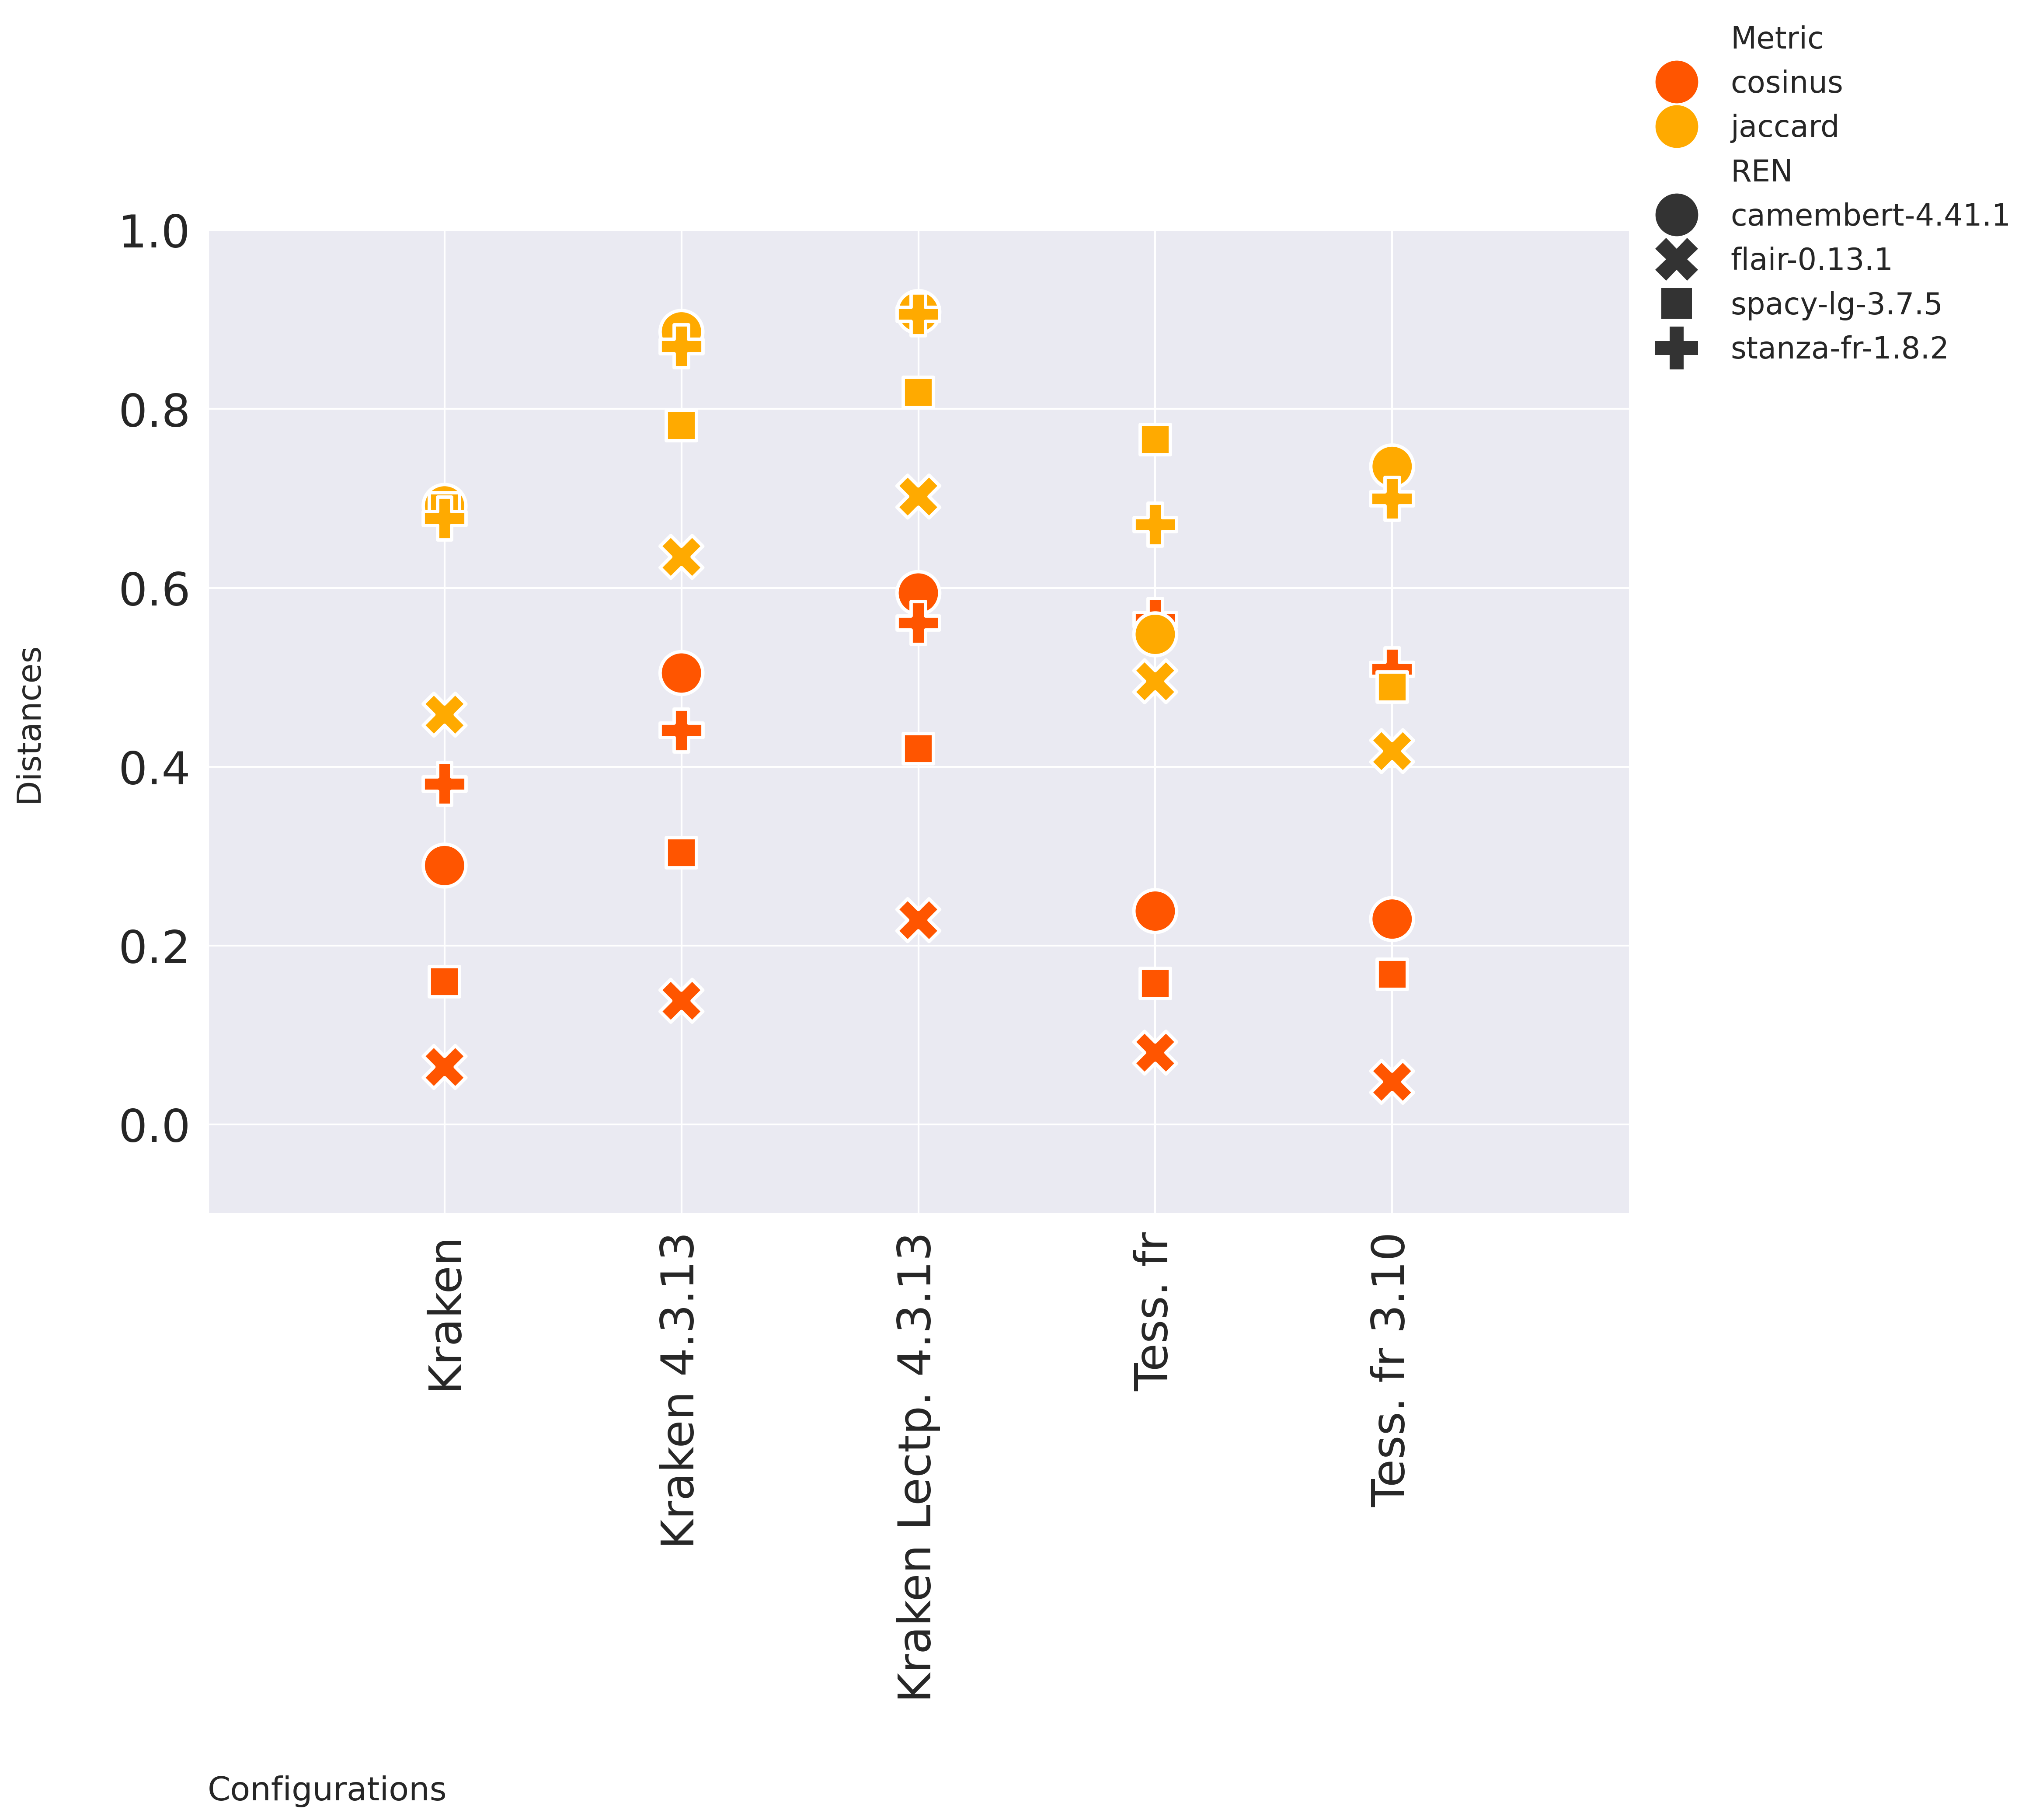 Metric
cosinus
jaccard
REN
camembert-4.41.1
flair-0.13.1
spacy-lg-3.7.5
stanza-fr-1.8.2
1.0
0.8
0.6
0.4
0.2
0.0
Distances
Kraken
Kraken 4.3.13
Kraken Lectp. 4.3.13
Tess. fr
Tess. fr 3.10
Configurations